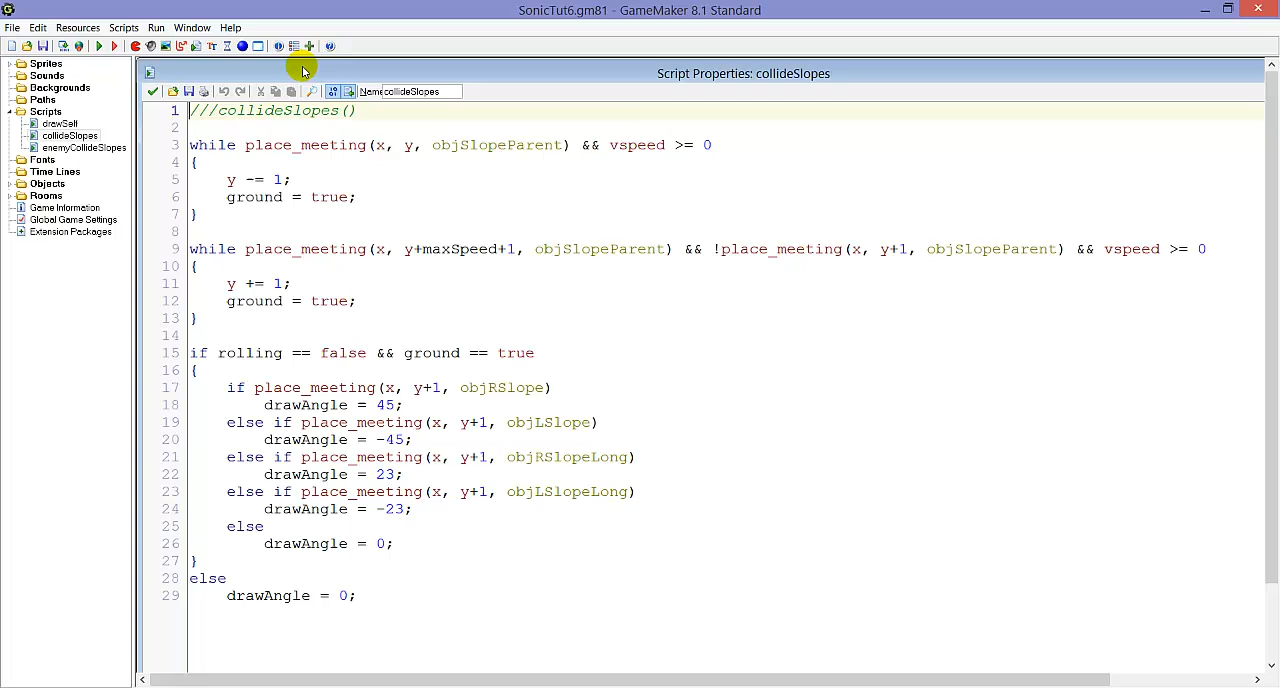 SonicTut6.gm81 - GameMaker 8.1 Standard
File Edit Resources Scripts Run Window Help
Sprites
Sounds
Backgrounds
Paths
Scripts
drawSelf
collideSlopes
enemyCollideSlopes
Fonts
Time Lines
Objects
Rooms
Game Information
Global Game Settings
Extension Packages
Script Properties: collideSlopes
Name collideSlopes
1 ///collideSlopes()
2
3 while place_meeting(x, y, objSlopeParent) && vspeed >= 0
4 {
5     y -= 1;
6     ground = true;
7 }
8
9 while place_meeting(x, y+maxSpeed+1, objSlopeParent) && !place_meeting(x, y+1, objSlopeParent) && vspeed >= 0
10 {
11     y += 1;
12     ground = true;
13 }
14
15 if rolling == false && ground == true
16 {
17     if place_meeting(x, y+1, objRSlope)
18         drawAngle = 45;
19     else if place_meeting(x, y+1, objLSlope)
20         drawAngle = -45;
21     else if place_meeting(x, y+1, objRSlopeLong)
22         drawAngle = 23;
23     else if place_meeting(x, y+1, objLSlopeLong)
24         drawAngle = -23;
25     else
26         drawAngle = 0;
27 }
28 else
29     drawAngle = 0;